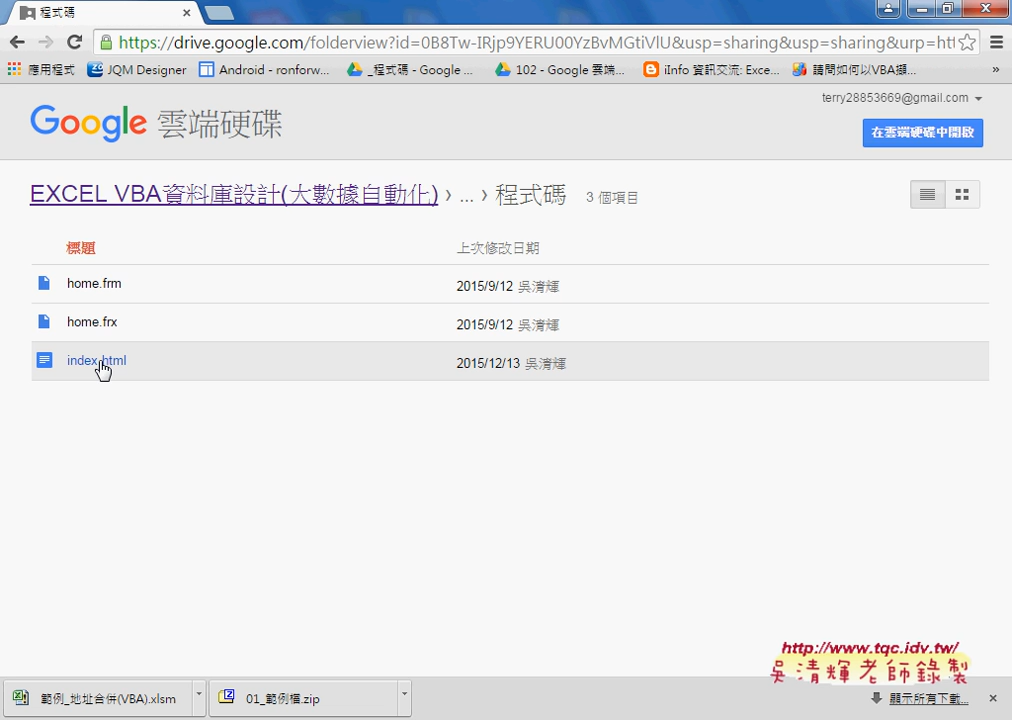 程式碼
https://drive.google.com/folderview?id=0B8Tw-IRjp9YERU00YzBvMGtiVlU&usp=sharing&usp=sharing&urp=htt
應用程式
JQM Designer
Android - ronforw...
_程式碼 - Google ...
102 - Google 雲端...
iInfo 資訊交流: Exce...
請問如何以VBA擷...
»
terry28853669@gmail.com
Google 雲端硬碟
在雲端硬碟中開啟
EXCEL VBA資料庫設計(大數據自動化) › ... › 程式碼 3 個項目
標題 上次修改日期
home.frm 2015/9/12 吳清輝
home.frx 2015/9/12 吳清輝
index.html 2015/12/13 吳清輝
http://www.tqc.idv.tw/
吳清輝老師錄製
範例_地址合併(VBA).xlsm
01_範例檔.zip
顯示所有下載...